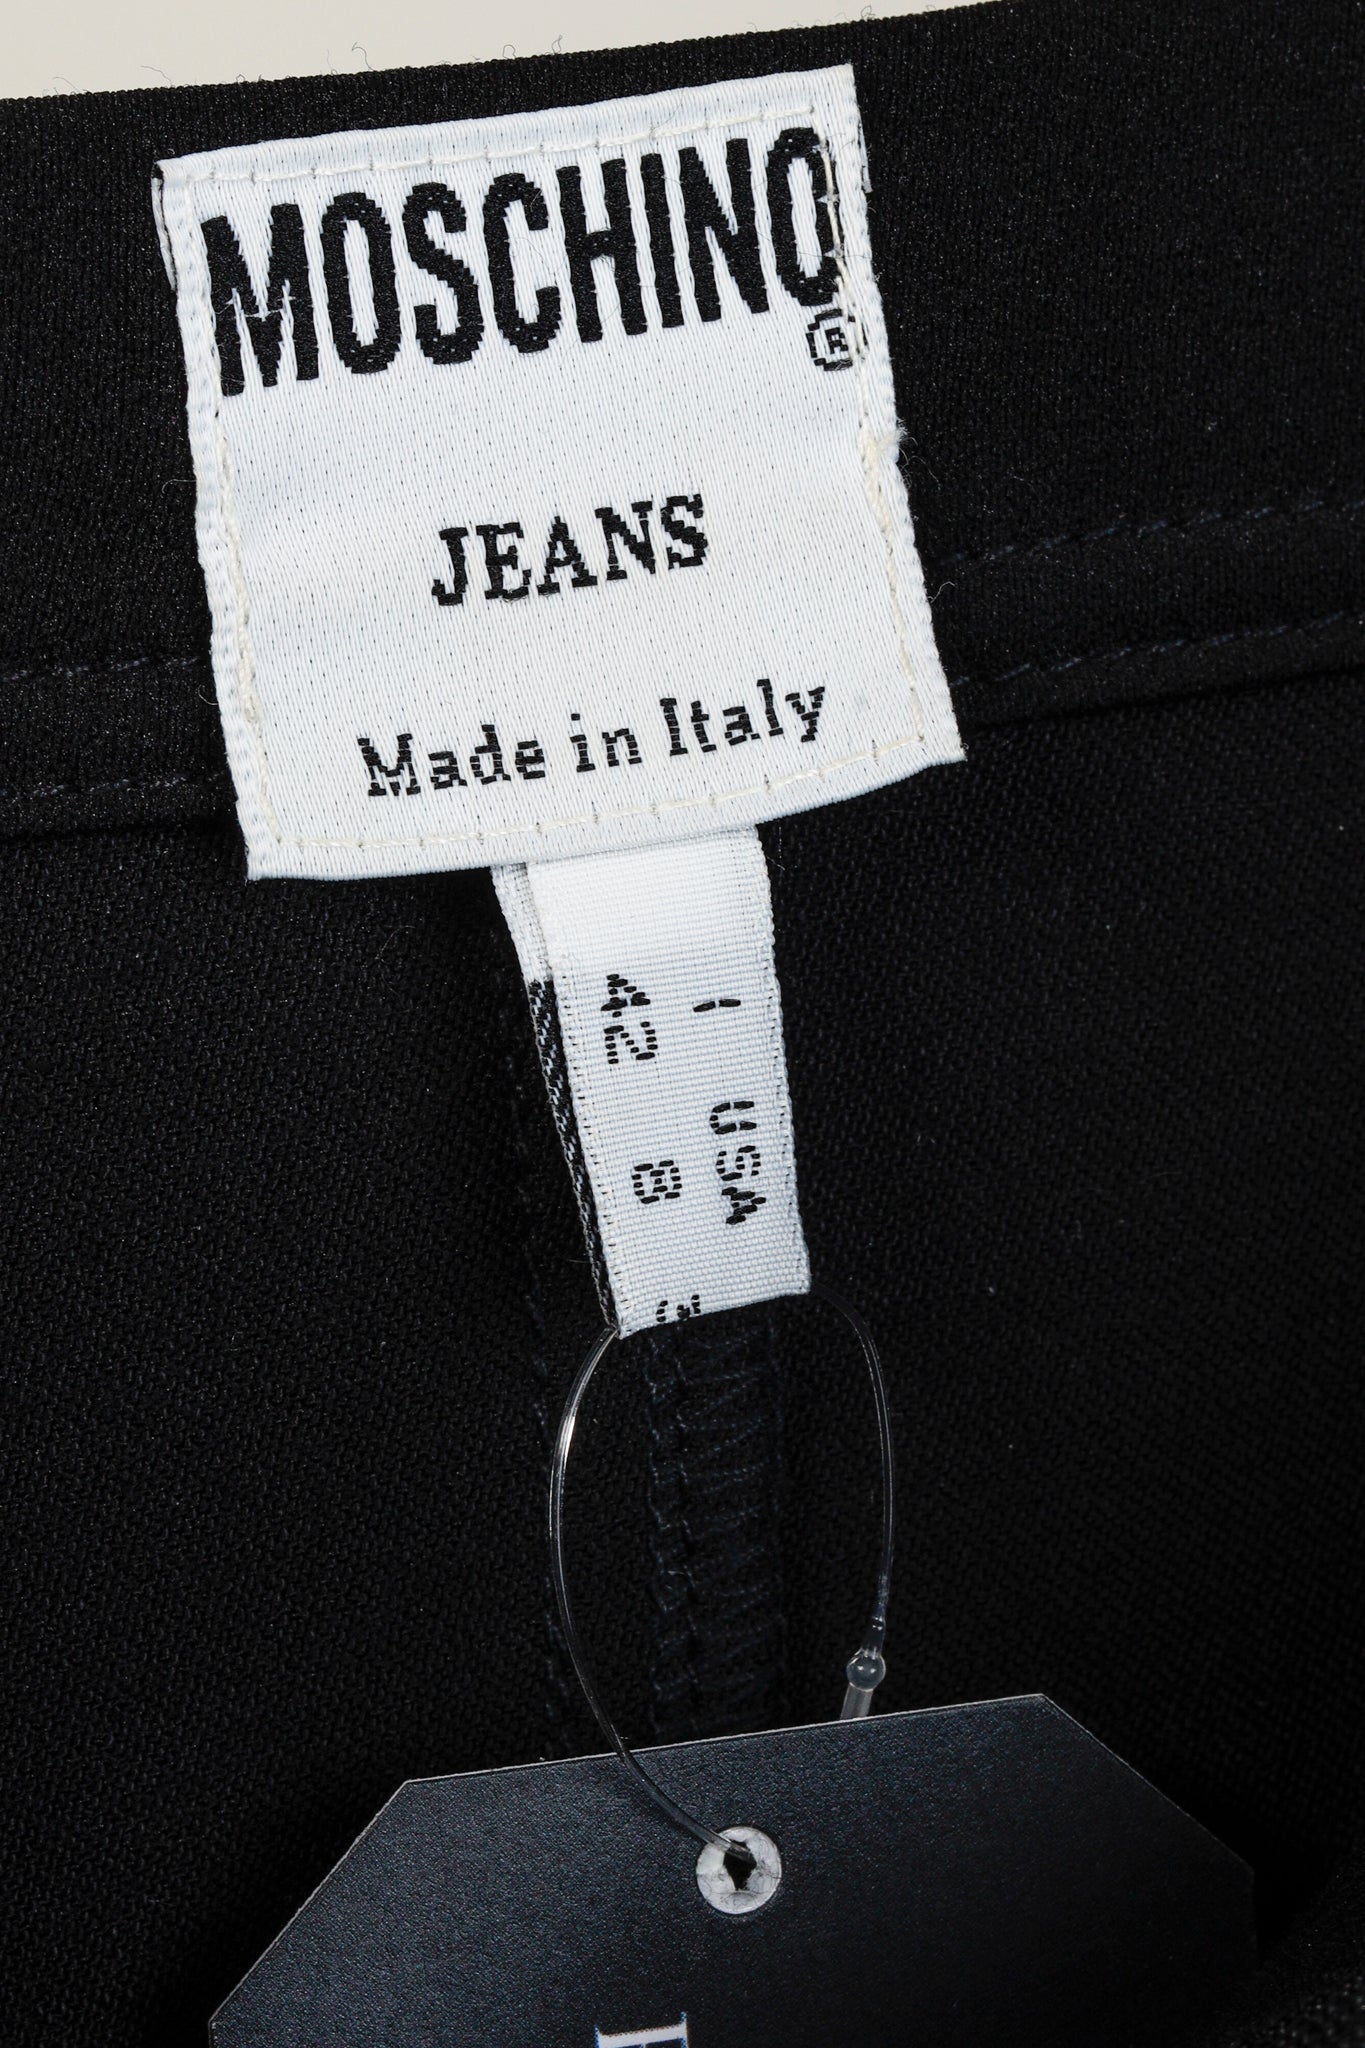 MOSCHINO
®
JEANS
Made in Italy
I USA
42 8